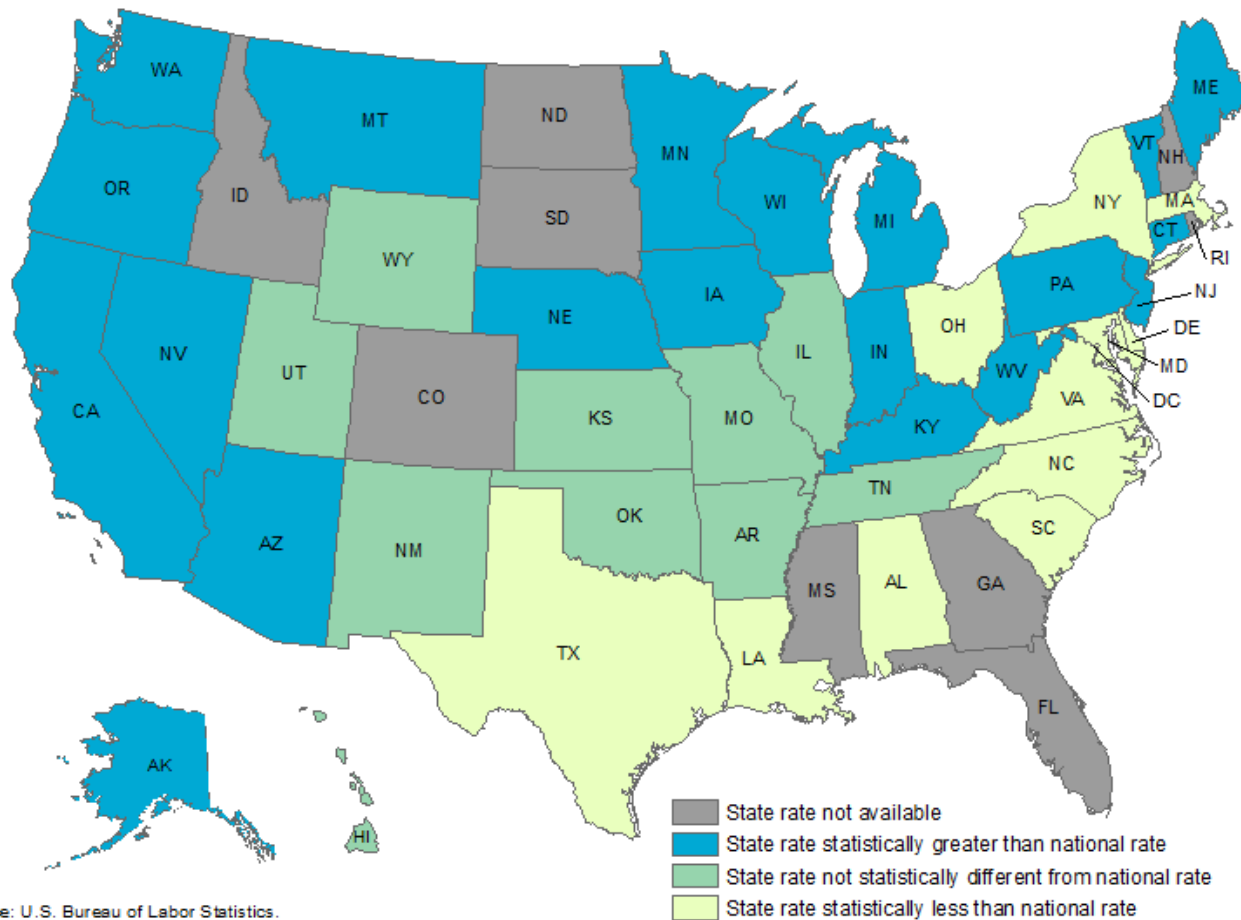 WA
MT
ND
MN
ME
VT
NH
OR
ID
SD
WI
MI
NY
MA
CT
RI
WY
IA
PA
NJ
NE
OH
DE
NV
UT
IL
IN
WV
MD
CO
CA
KS
MO
VA
DC
KY
NC
TN
OK
AZ
NM
AR
SC
MS
AL
GA
TX
LA
FL
AK
HI
State rate not available
State rate statistically greater than national rate
State rate not statistically different from national rate
State rate statistically less than national rate
e: U.S. Bureau of Labor Statistics.